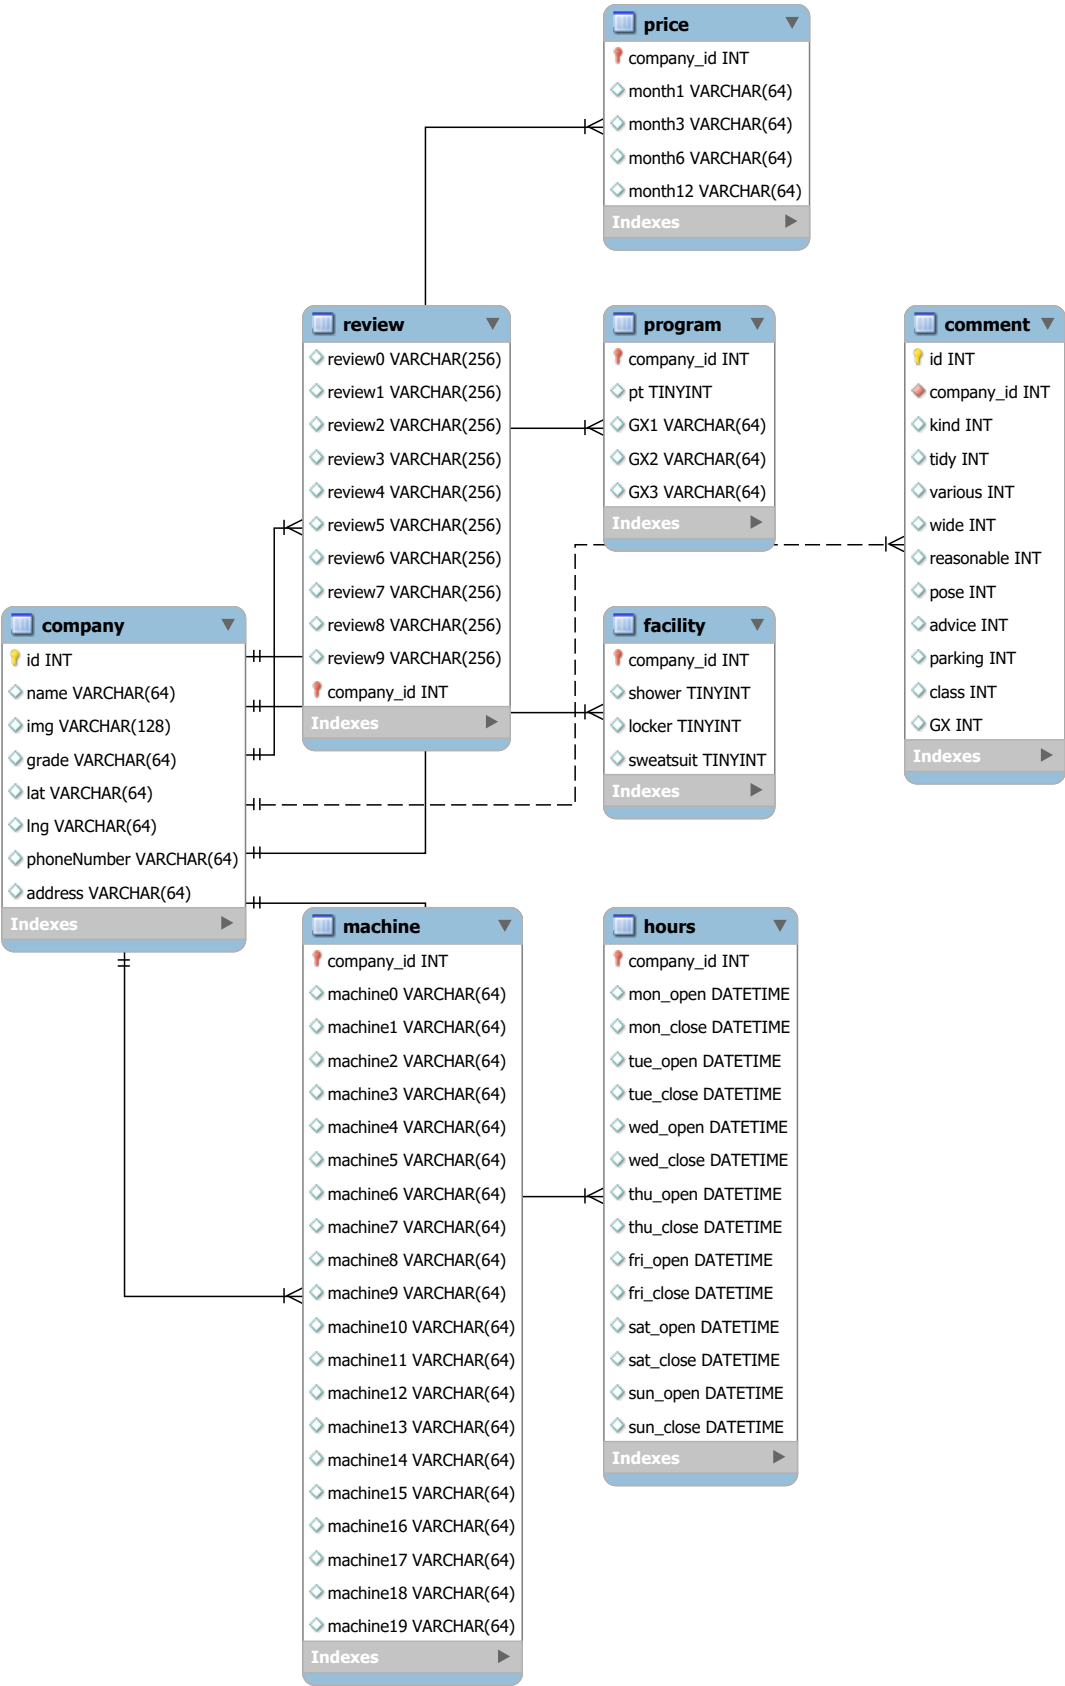 price
company_id INT
month1 VARCHAR(64)
month3 VARCHAR(64)
month6 VARCHAR(64)
month12 VARCHAR(64)
Indexes
review
review0 VARCHAR(256)
review1 VARCHAR(256)
review2 VARCHAR(256)
review3 VARCHAR(256)
review4 VARCHAR(256)
review5 VARCHAR(256)
review6 VARCHAR(256)
review7 VARCHAR(256)
review8 VARCHAR(256)
review9 VARCHAR(256)
company_id INT
Indexes
program
company_id INT
pt TINYINT
GX1 VARCHAR(64)
GX2 VARCHAR(64)
GX3 VARCHAR(64)
Indexes
comment
id INT
company_id INT
kind INT
tidy INT
various INT
wide INT
reasonable INT
pose INT
advice INT
parking INT
class INT
GX INT
Indexes
company
id INT
name VARCHAR(64)
img VARCHAR(128)
grade VARCHAR(64)
lat VARCHAR(64)
lng VARCHAR(64)
phoneNumber VARCHAR(64)
address VARCHAR(64)
Indexes
facility
company_id INT
shower TINYINT
locker TINYINT
sweatsuit TINYINT
Indexes
machine
company_id INT
machine0 VARCHAR(64)
machine1 VARCHAR(64)
machine2 VARCHAR(64)
machine3 VARCHAR(64)
machine4 VARCHAR(64)
machine5 VARCHAR(64)
machine6 VARCHAR(64)
machine7 VARCHAR(64)
machine8 VARCHAR(64)
machine9 VARCHAR(64)
machine10 VARCHAR(64)
machine11 VARCHAR(64)
machine12 VARCHAR(64)
machine13 VARCHAR(64)
machine14 VARCHAR(64)
machine15 VARCHAR(64)
machine16 VARCHAR(64)
machine17 VARCHAR(64)
machine18 VARCHAR(64)
machine19 VARCHAR(64)
Indexes
hours
company_id INT
mon_open DATETIME
mon_close DATETIME
tue_open DATETIME
tue_close DATETIME
wed_open DATETIME
wed_close DATETIME
thu_open DATETIME
thu_close DATETIME
fri_open DATETIME
fri_close DATETIME
sat_open DATETIME
sat_close DATETIME
sun_open DATETIME
sun_close DATETIME
Indexes